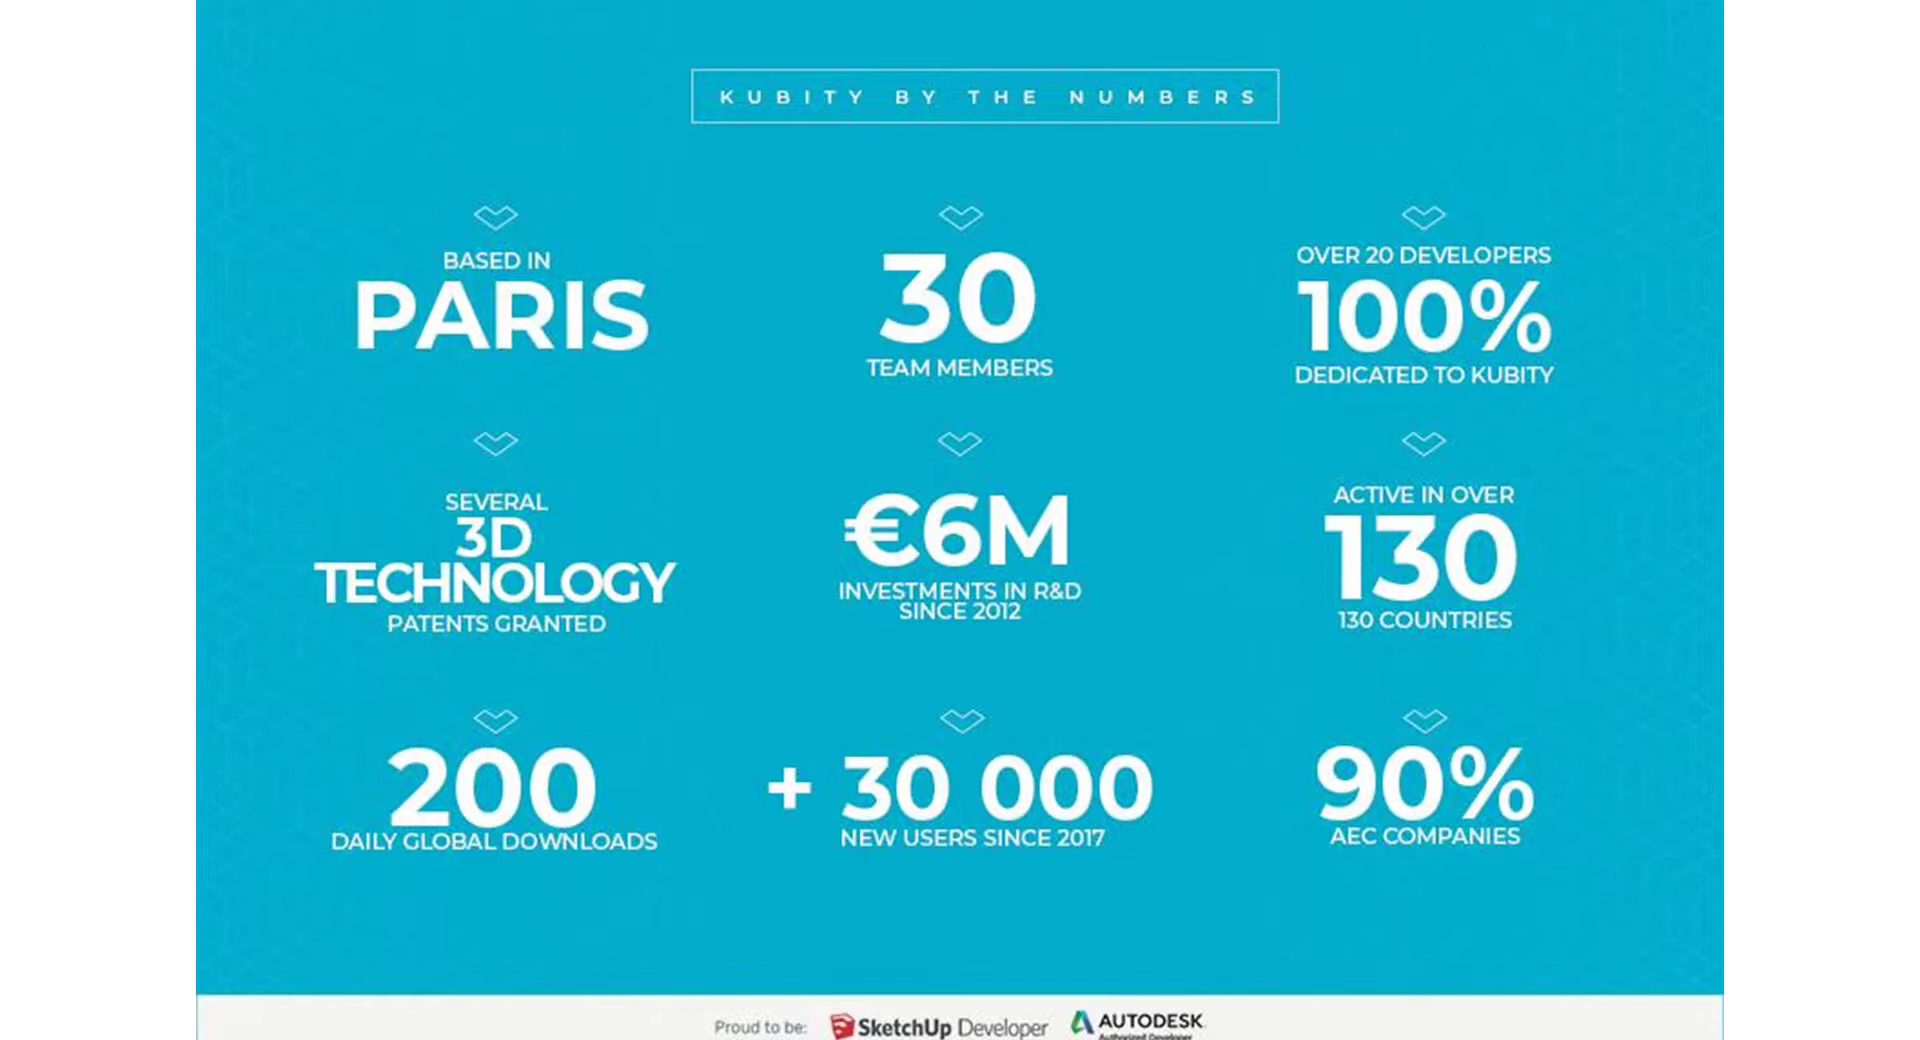 KUBITY BY THE NUMBERS
BASED IN
PARIS
30
TEAM MEMBERS
OVER 20 DEVELOPERS
100%
DEDICATED TO KUBITY
SEVERAL
3D
TECHNOLOGY
PATENTS GRANTED
€6M
INVESTMENTS IN R&D
SINCE 2012
ACTIVE IN OVER
130
130 COUNTRIES
200
DAILY GLOBAL DOWNLOADS
+ 30 000
NEW USERS SINCE 2017
90%
AEC COMPANIES
Proud to be: SketchUp Developer AUTODESK
Authorized Developer